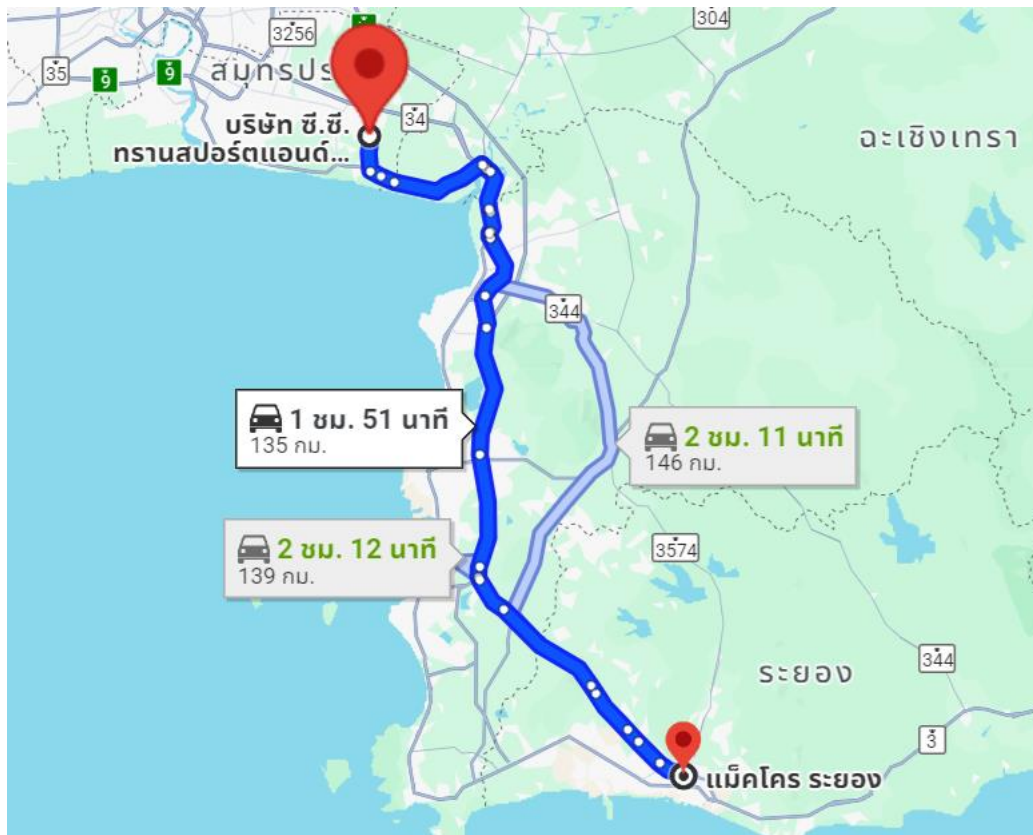 304
3256
35
9
9
สมุทรปร
34
บริษัท ซี.ซี.
ทรานสปอร์ตแอนด์...
ฉะเชิงเทรา
344
1 ชม. 51 นาที
135 กม.
2 ชม. 11 นาที
146 กม.
2 ชม. 12 นาที
139 กม.
3574
344
ระยอง
3
แม็คโคร ระยอง